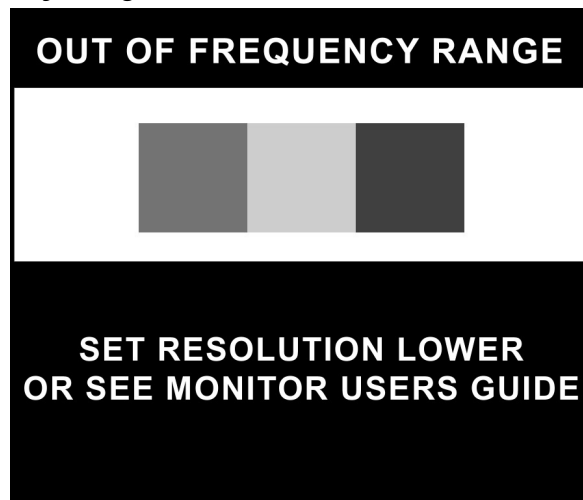 OUT OF FREQUENCY RANGE
SET RESOLUTION LOWER
OR SEE MONITOR USERS GUIDE